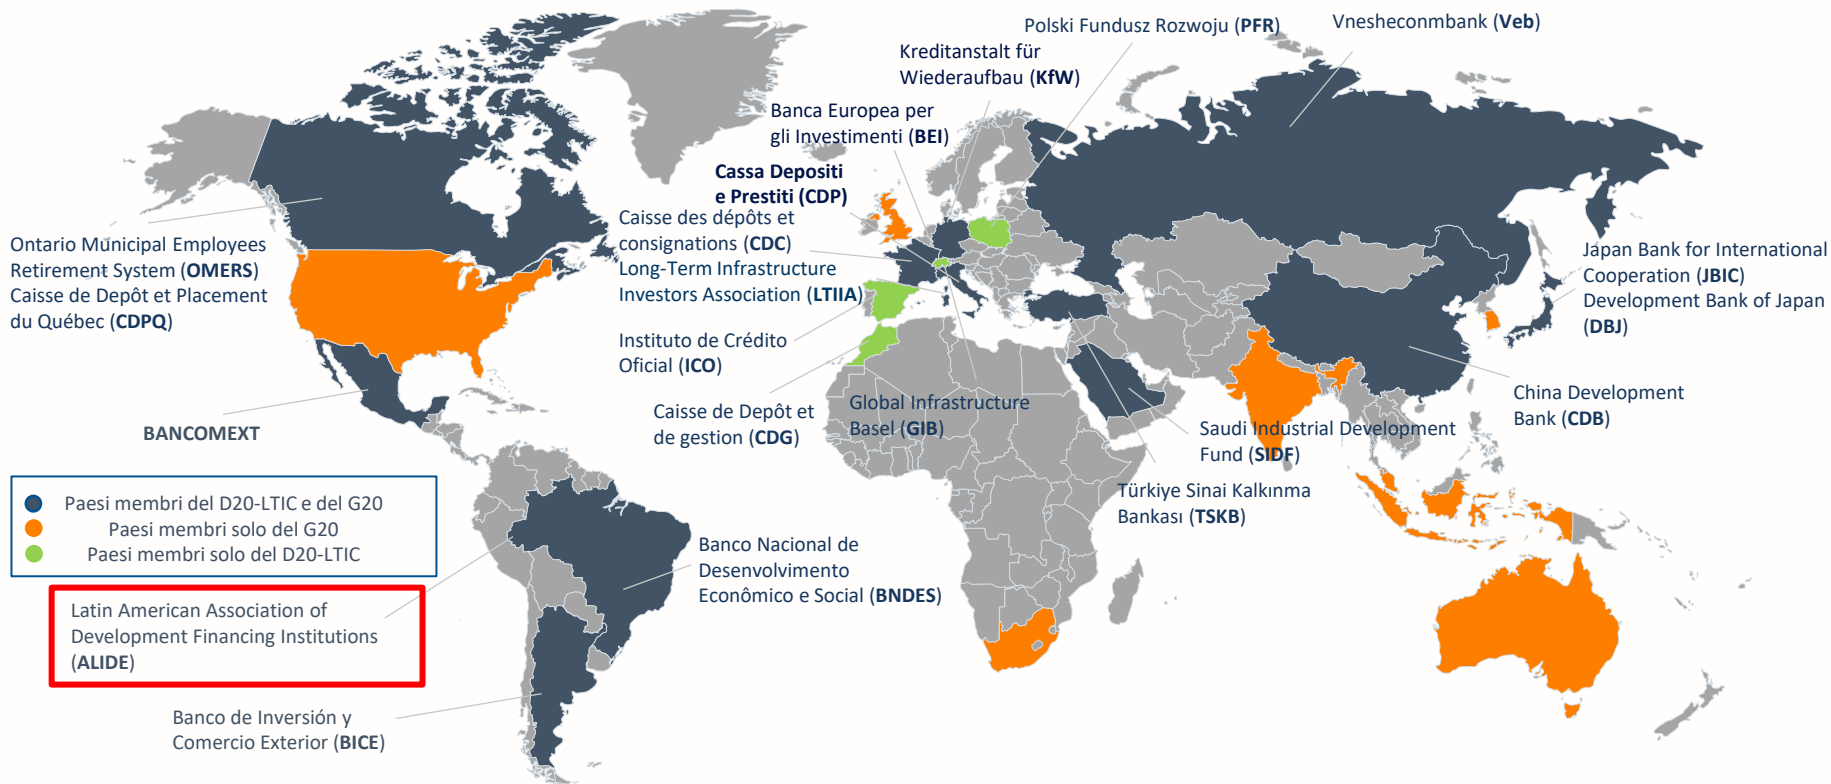 Polski Fundusz Rozwoju (PFR)
Vnesheconmbank (Veb)
Kreditanstalt für
Wiederaufbau (KfW)
Banca Europea per
gli Investimenti (BEI)
Cassa Depositi
e Prestiti (CDP)
Caisse des dépôts et
consignations (CDC)
Long-Term Infrastructure
Investors Association (LTIIA)
Instituto de Crédito
Oficial (ICO)
Caisse de Depôt et
de gestion (CDG)
Global Infrastructure
Basel (GIB)
Ontario Municipal Employees
Retirement System (OMERS)
Caisse de Depôt et Placement
du Québec (CDPQ)
BANCOMEXT
Japan Bank for International
Cooperation (JBIC)
Development Bank of Japan
(DBJ)
China Development
Bank (CDB)
Saudi Industrial Development
Fund (SIDF)
Türkiye Sinai Kalkınma
Bankası (TSKB)
Paesi membri del D20-LTIC e del G20
Paesi membri solo del G20
Paesi membri solo del D20-LTIC
Banco Nacional de
Desenvolvimento
Econômico e Social (BNDES)
Latin American Association of
Development Financing Institutions
(ALIDE)
Banco de Inversión y
Comercio Exterior (BICE)